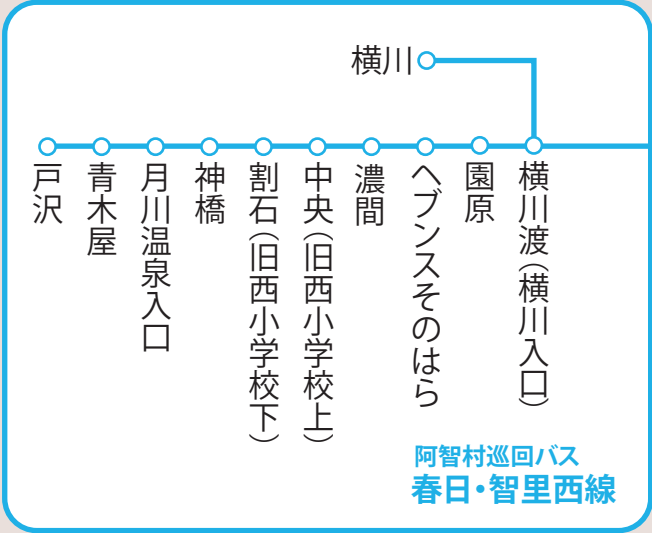 横川
戸沢
青木屋
月川温泉入口
神橋
割石(旧西小学校下)
中央(旧西小学校上)
濃間
ヘブンスそのはら
園原
横川渡(横川入口)
阿智村巡回バス
春日・智里西線